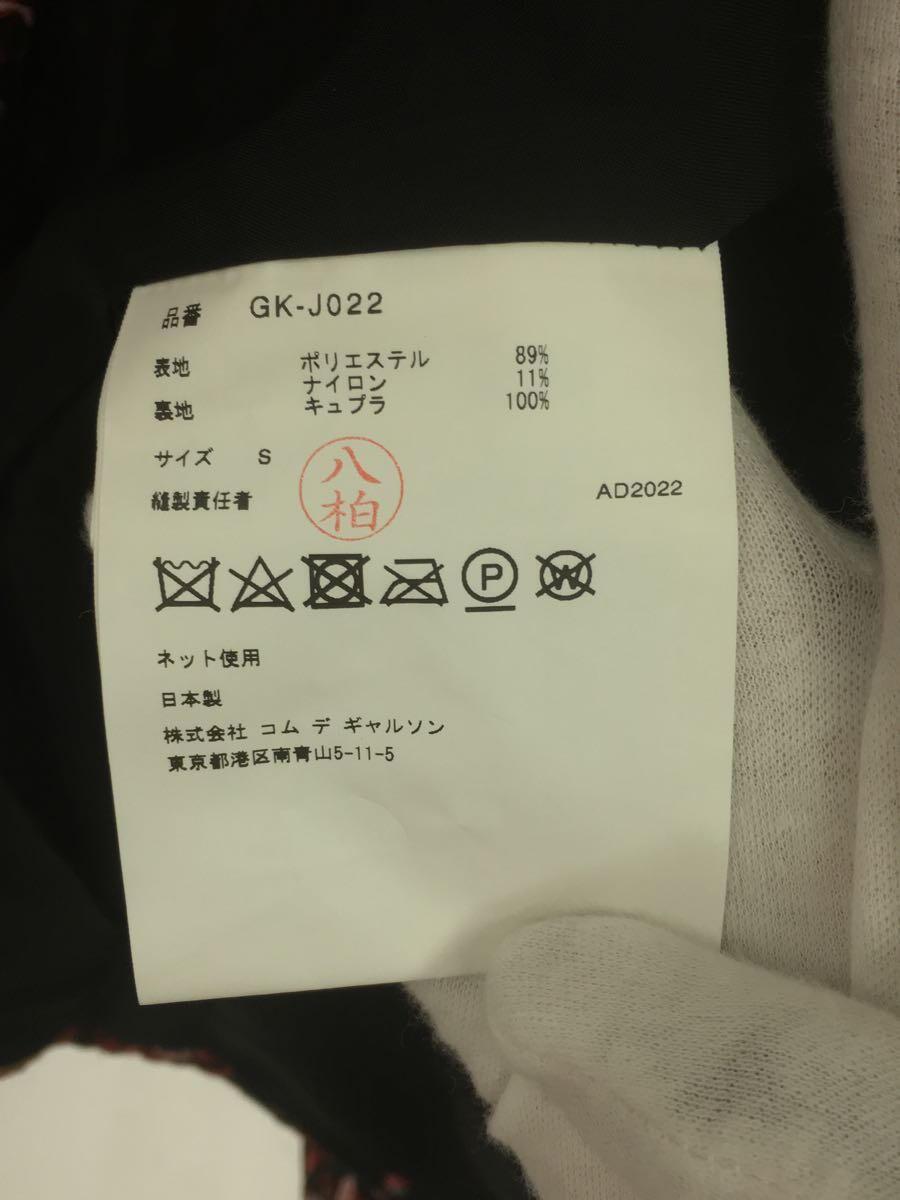 品番 GK-J022
表地 ポリエステル 89%
ナイロン 11%
裏地 キュプラ 100%
サイズ S
八柏
縫製責任者 AD2022
P W
ネット使用
日本製
株式会社 コム デ ギャルソン
東京都港区南青山5-11-5